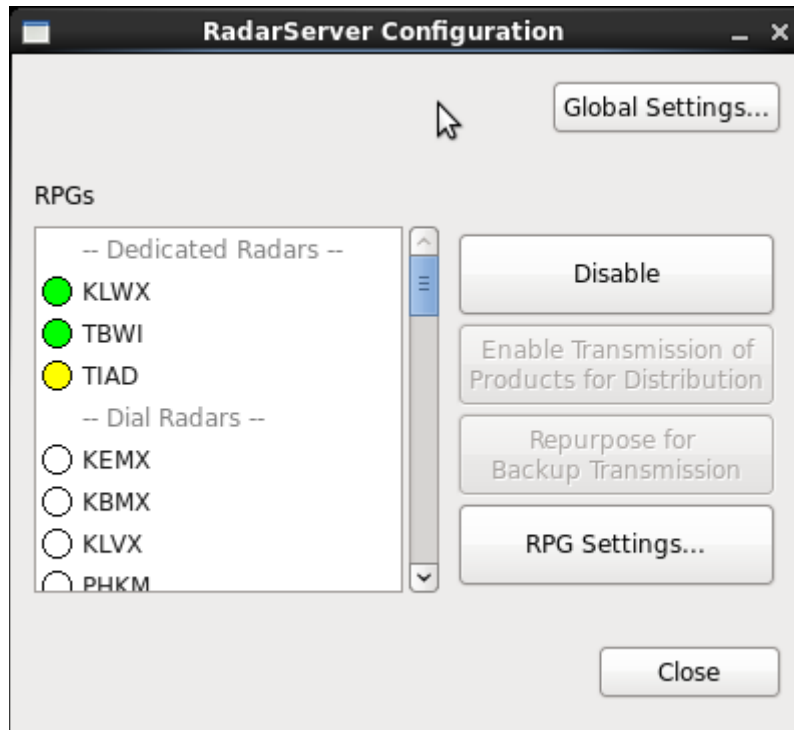 RadarServer Configuration
Global Settings...
RPGs
-- Dedicated Radars --
KLWX
TBWI
TIAD
-- Dial Radars --
KEMX
KBMX
KLVX
PHKM
Disable
Enable Transmission of
Products for Distribution
Repurpose for
Backup Transmission
RPG Settings...
Close